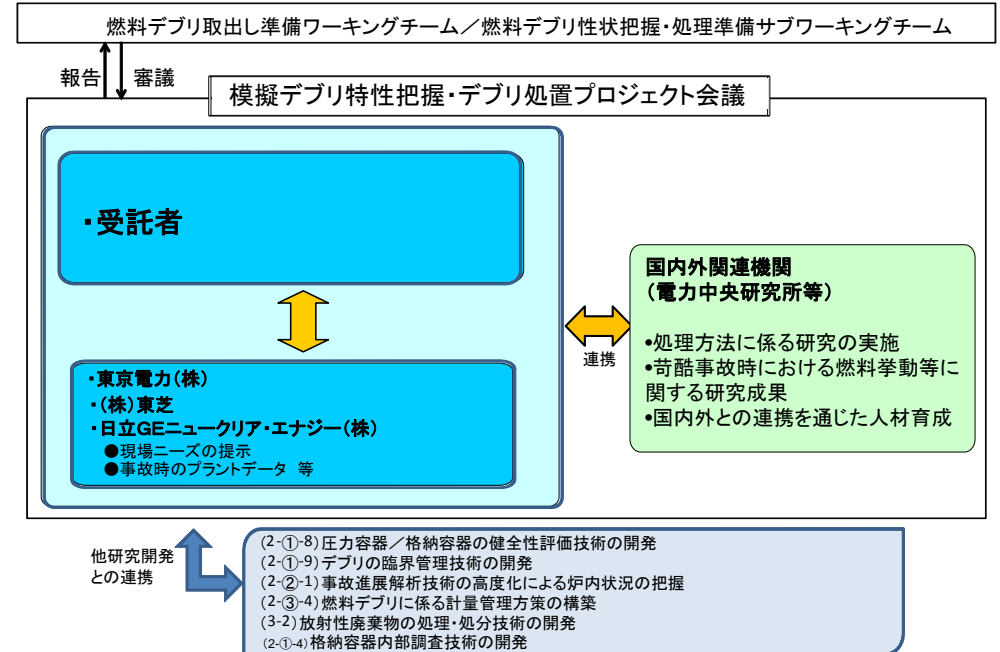 燃料デブリ取出し準備ワーキングチーム／燃料デブリ性状把握・処理準備サブワーキングチーム
報告
審議
模擬デブリ特性把握・デブリ処置プロジェクト会議
・受託者
・東京電力（株）
・（株）東芝
・日立GEニュークリア・エナジー（株）
●現場ニーズの提示
●事故時のプラントデータ 等
連携
国内外関連機関
（電力中央研究所等）
•処理方法に係る研究の実施
•苛酷事故時における燃料挙動等に
関する研究成果
•国内外との連携を通じた人材育成
他研究開発
との連携
(2-①-8)圧力容器／格納容器の健全性評価技術の開発
(2-①-9)デブリの臨界管理技術の開発
(2-②-1)事故進展解析技術の高度化による炉内状況の把握
(2-③-4)燃料デブリに係る計量管理方策の構築
(3-2)放射性廃棄物の処理・処分技術の開発
(2-①-4)格納容器内部調査技術の開発